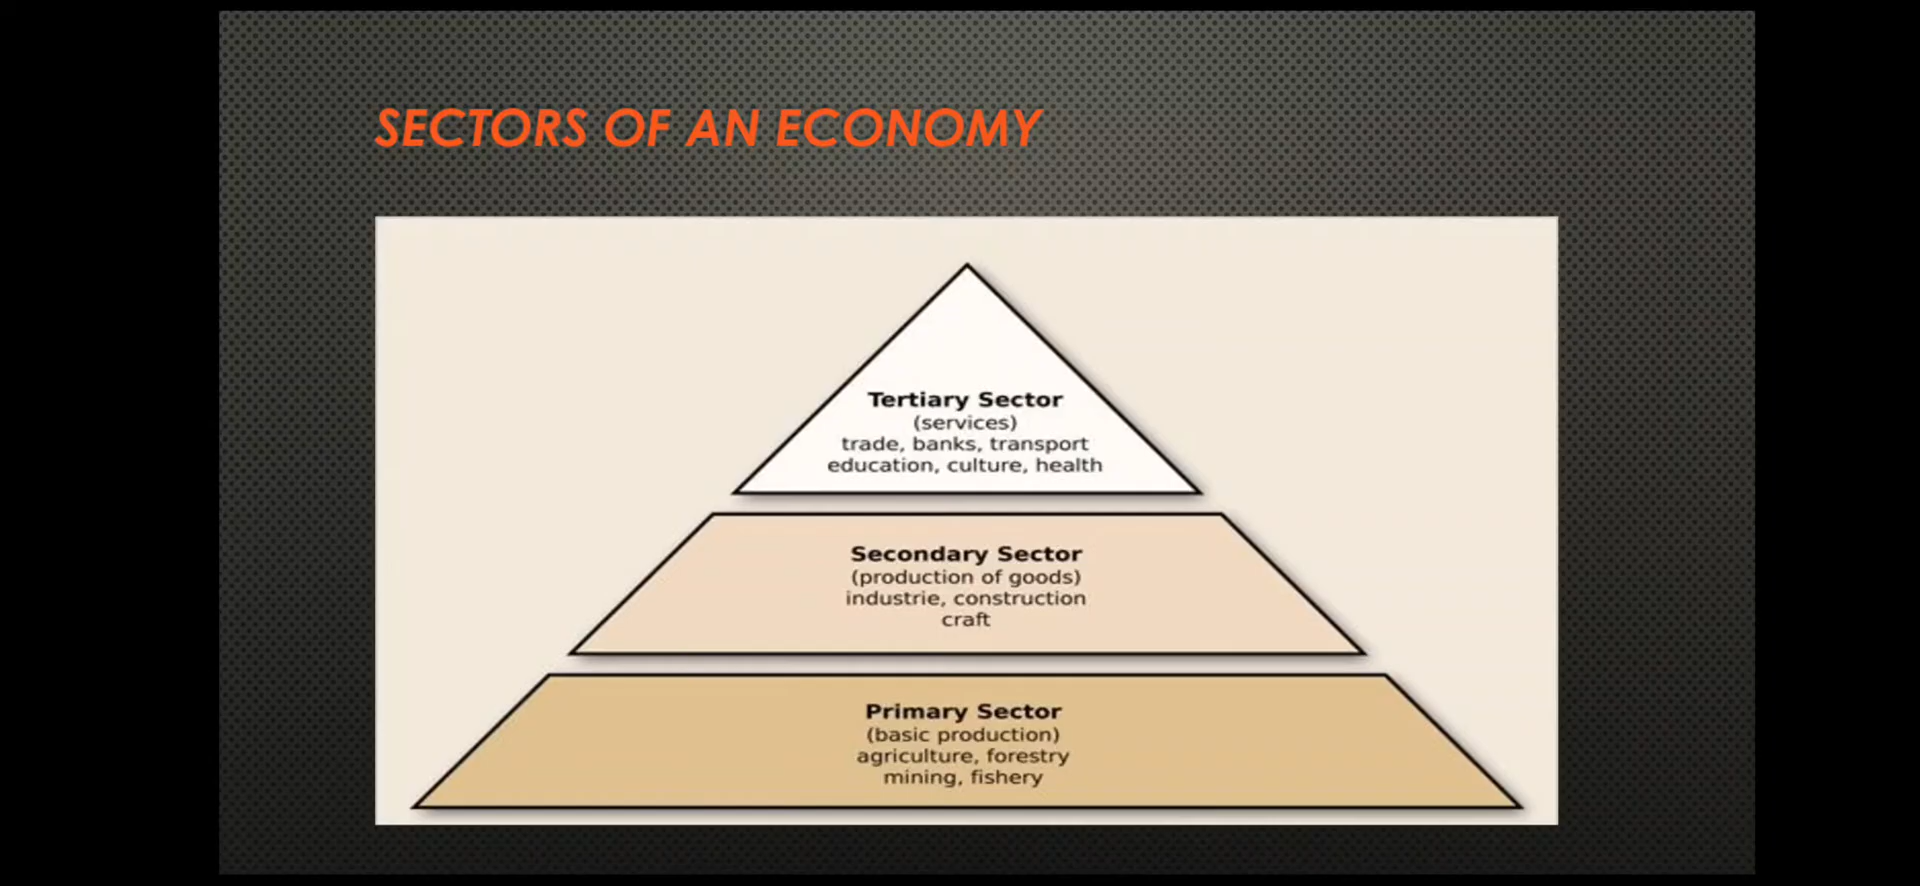 SECTORS OF AN ECONOMY
Tertiary Sector
(services)
trade, banks, transport
education, culture, health
Secondary Sector
(production of goods)
industrie, construction
craft
Primary Sector
(basic production)
agriculture, forestry
mining, fishery